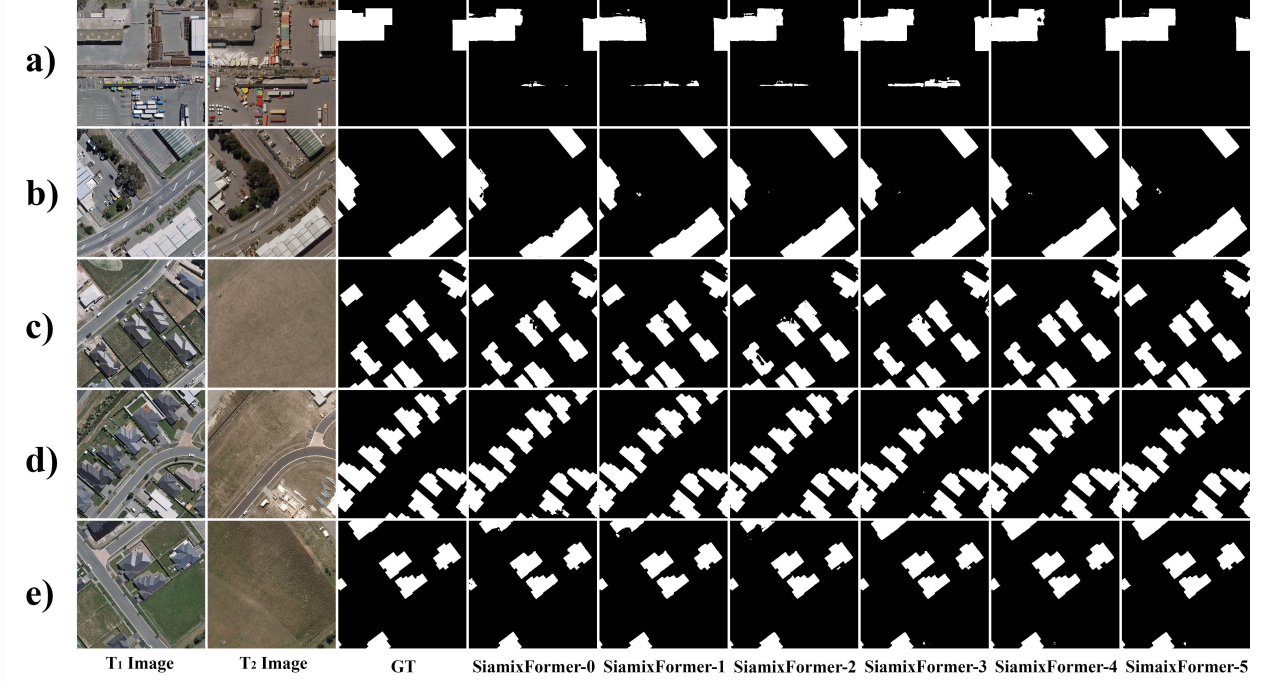 a)
b)
c)
d)
e)
T1 Image T2 Image GT SiamixFormer-0 SiamixFormer-1 SiamixFormer-2 SiamixFormer-3 SiamixFormer-4 SimaixFormer-5